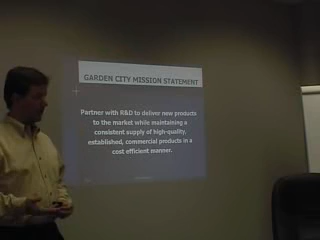 GARDEN CITY MISSION STATEMENT
Partner with R&D to deliver new products
to the market while maintaining a
consistent supply of high-quality,
established, commercial products in a
cost efficient manner.